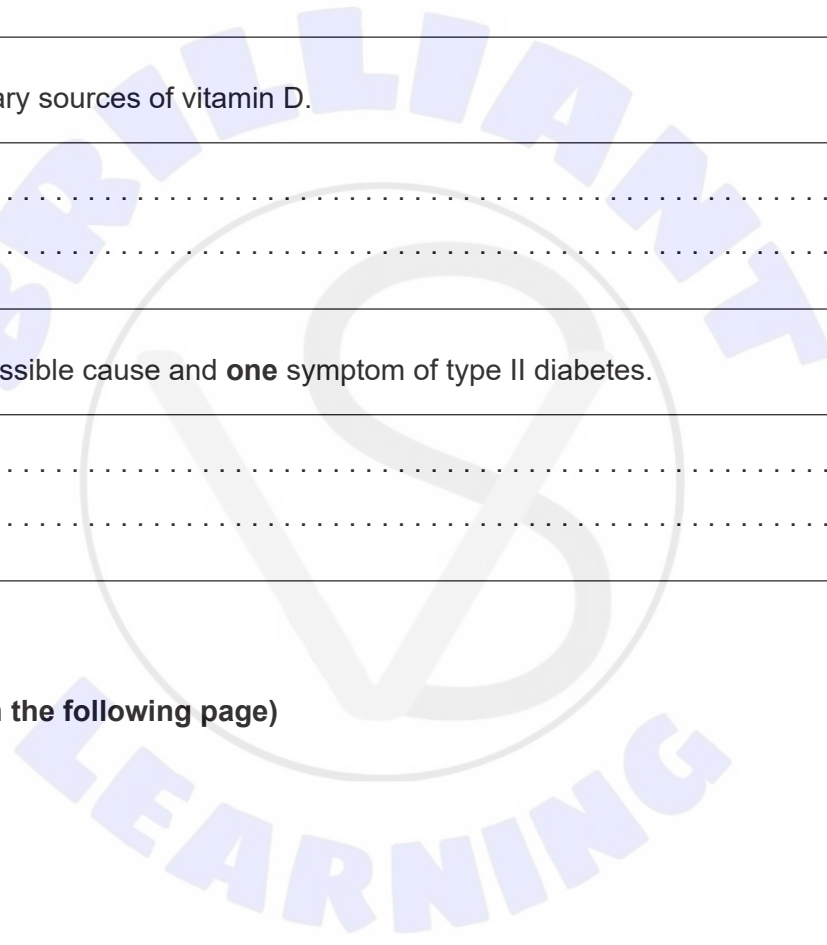 BRILLIANT
ary sources of vitamin D.
ssible cause and **one** symptom of type II diabetes.
the following page)
LEARNING